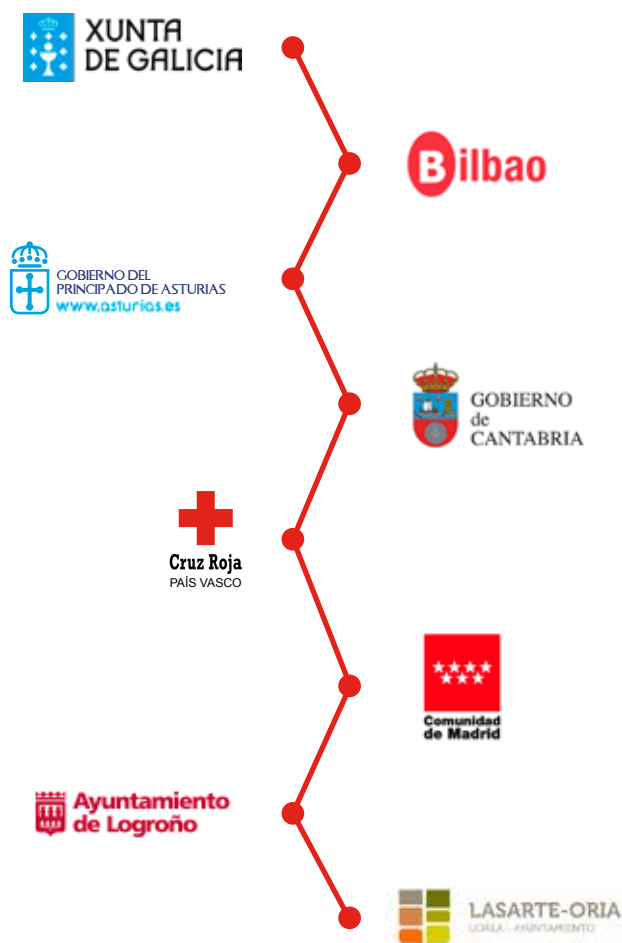 XUNTA
DE GALICIA
Bilbao
GOBIERNO DEL
PRINCIPADO DE ASTURIAS
www.asturias.es
GOBIERNO
de
CANTABRIA
Cruz Roja
PAÍS VASCO
Comunidad
de Madrid
Ayuntamiento
de Logroño
LASARTE-ORIA
AYUNTAMIENTO